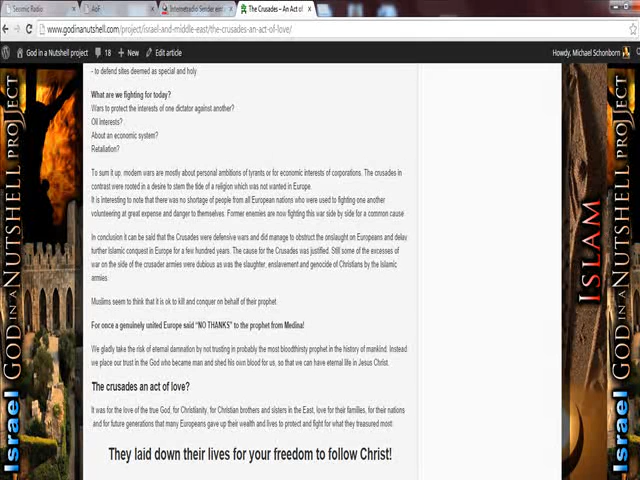 Seismic Radio
AoF
Internetradio Sender einf
The Crusades – An Act of
www.godinanutshell.com/project/israel-and-middle-east/the-crusades-an-act-of-love/
God in a Nutshell project 18 New Edit article Howdy, Michael Schonborn
- to defend sites deemed as special and holy
What are we fighting for today?
Wars to protect the interests of one dictator against another?
Oil Interests?
About an economic system?
Retaliation?
To sum it up, modern wars are mostly about personal ambitions of tyrants or for economic interests of corporations. The crusades in
contrast were rooted in a desire to stem the tide of a religion which was not wanted in Europe.
It is interesting to note that there was no shortage of people from all European nations who were used to fighting one another
volunteering at great expense and danger to themselves. Former enemies are now fighting this war side by side for a common cause
In conclusion it can be said that the Crusades were defensive wars and did manage to obstruct the onslaught on Europeans and delay
further Islamic conquest in Europe for a few hundred years. The cause for the Crusades was justified. Still some of the excesses of
war on the side of the crusader armies were dubious as was the slaughter, enslavement and genocide of Christians by the Islamic
armies.
Muslims seem to think that it is ok to kill and conquer on behalf of their prophet.
For once a genuinely united Europe said “NO THANKS” to the prophet from Medina!
We gladly take the risk of eternal damnation by not trusting in probably the most bloodthirsty prophet in the history of mankind. Instead
we place our trust in the God who became man and shed his own blood for us, so that we can have eternal life in Jesus Christ.
The crusades an act of love?
It was for the love of the true God, for Christianity, for Christian brothers and sisters in the East, love for their families, for their nations
and for future generations that many Europeans gave up their wealth and lives to protect and fight for what they treasured most:
They laid down their lives for your freedom to follow Christ!
Israel GOD IN A NUTSHELL PROJECT
ISLAM
Israel GOD IN A NUTSHELL PROJECT